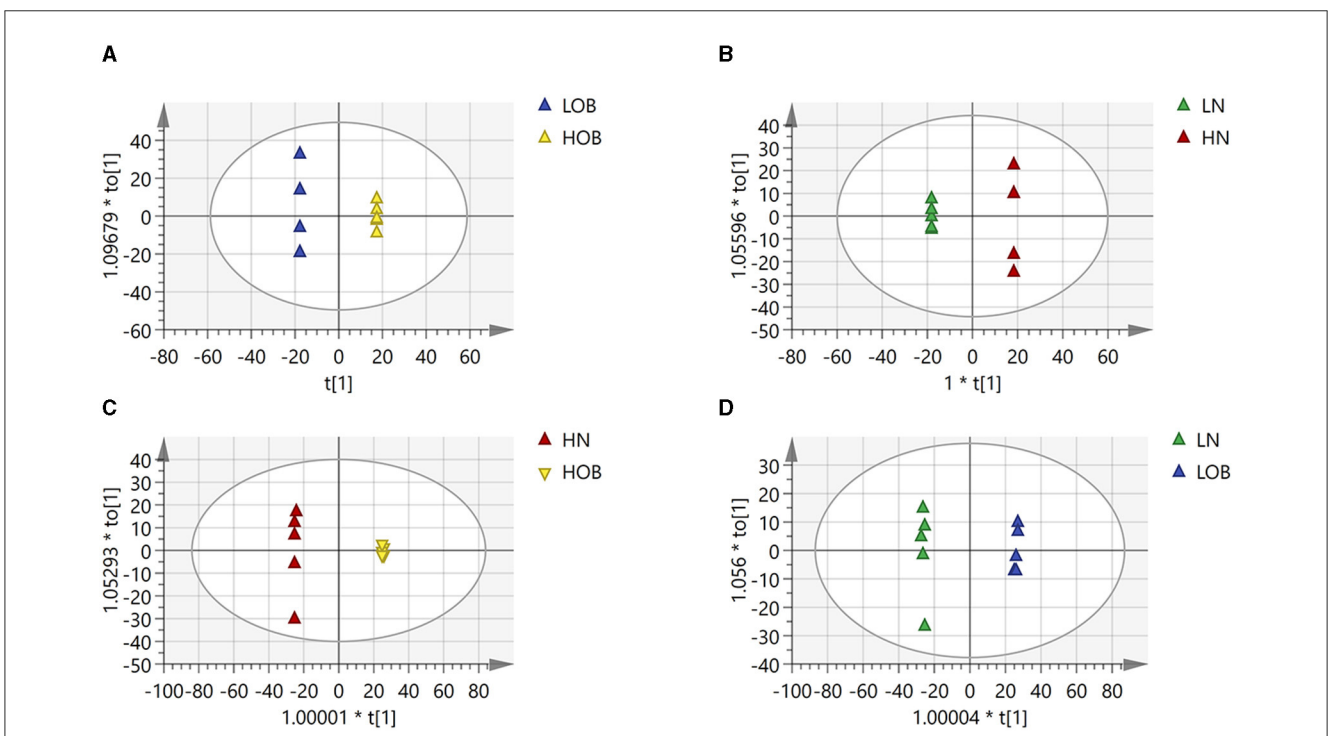 A
LOB
HOB
1.09679 * to[1]
40
20
0
-20
-40
-60
-80 -60 -40 -20 0 20 40 60
t[1]
B
LN
HN
1.05596 * to[1]
40
30
20
10
0
-10
-20
-30
-40
-50
-80 -60 -40 -20 0 20 40 60
1 * t[1]
C
HN
HOB
1.05293 * to[1]
40
30
20
10
0
-10
-20
-30
-40
-50
-100 -80 -60 -40 -20 0 20 40 60 80
1.00001 * t[1]
D
LN
LOB
1.056 * to[1]
30
20
10
0
-10
-20
-30
-40
-100 -80 -60 -40 -20 0 20 40 60 80
1.00004 * t[1]